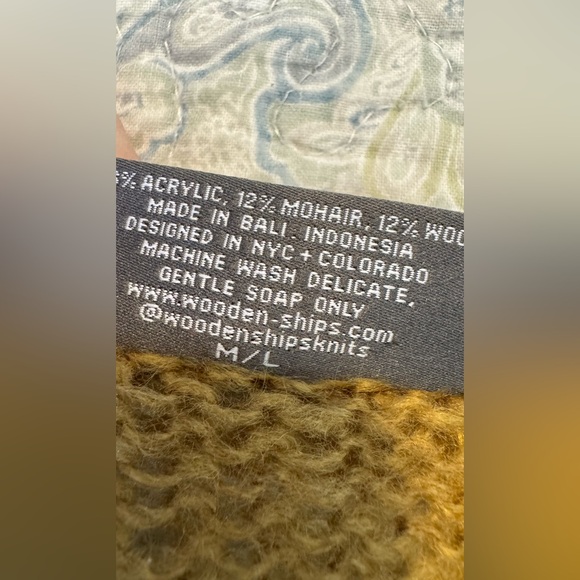 % ACRYLIC, 12% MOHAIR, 12% WOO
MADE IN BALI. INDONESIA
DESIGNED IN NYC + COLORADO
MACHINE WASH DELICATE.
GENTLE SOAP ONLY
www.wooden-ships.com
@woodenshipsknits
M/L